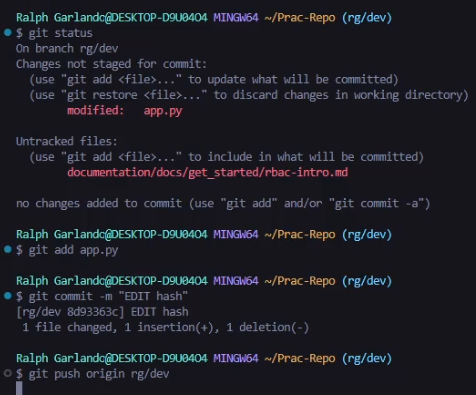 Ralph Garlando@DESKTOP-D9U04O4 MINGW64 ~/Prac-Repo (rg/dev)
$ git status
On branch rg/dev
Changes not staged for commit:
  (use "git add <file>..." to update what will be committed)
  (use "git restore <file>..." to discard changes in working directory)
        modified:   app.py

Untracked files:
  (use "git add <file>..." to include in what will be committed)
        documentation/docs/get_started/rbac-intro.md

no changes added to commit (use "git add" and/or "git commit -a")

Ralph Garlando@DESKTOP-D9U04O4 MINGW64 ~/Prac-Repo (rg/dev)
$ git add app.py

Ralph Garlando@DESKTOP-D9U04O4 MINGW64 ~/Prac-Repo (rg/dev)
$ git commit -m "EDIT hash"
[rg/dev 8d93363c] EDIT hash
 1 file changed, 1 insertion(+), 1 deletion(-)

Ralph Garlando@DESKTOP-D9U04O4 MINGW64 ~/Prac-Repo (rg/dev)
$ git push origin rg/dev